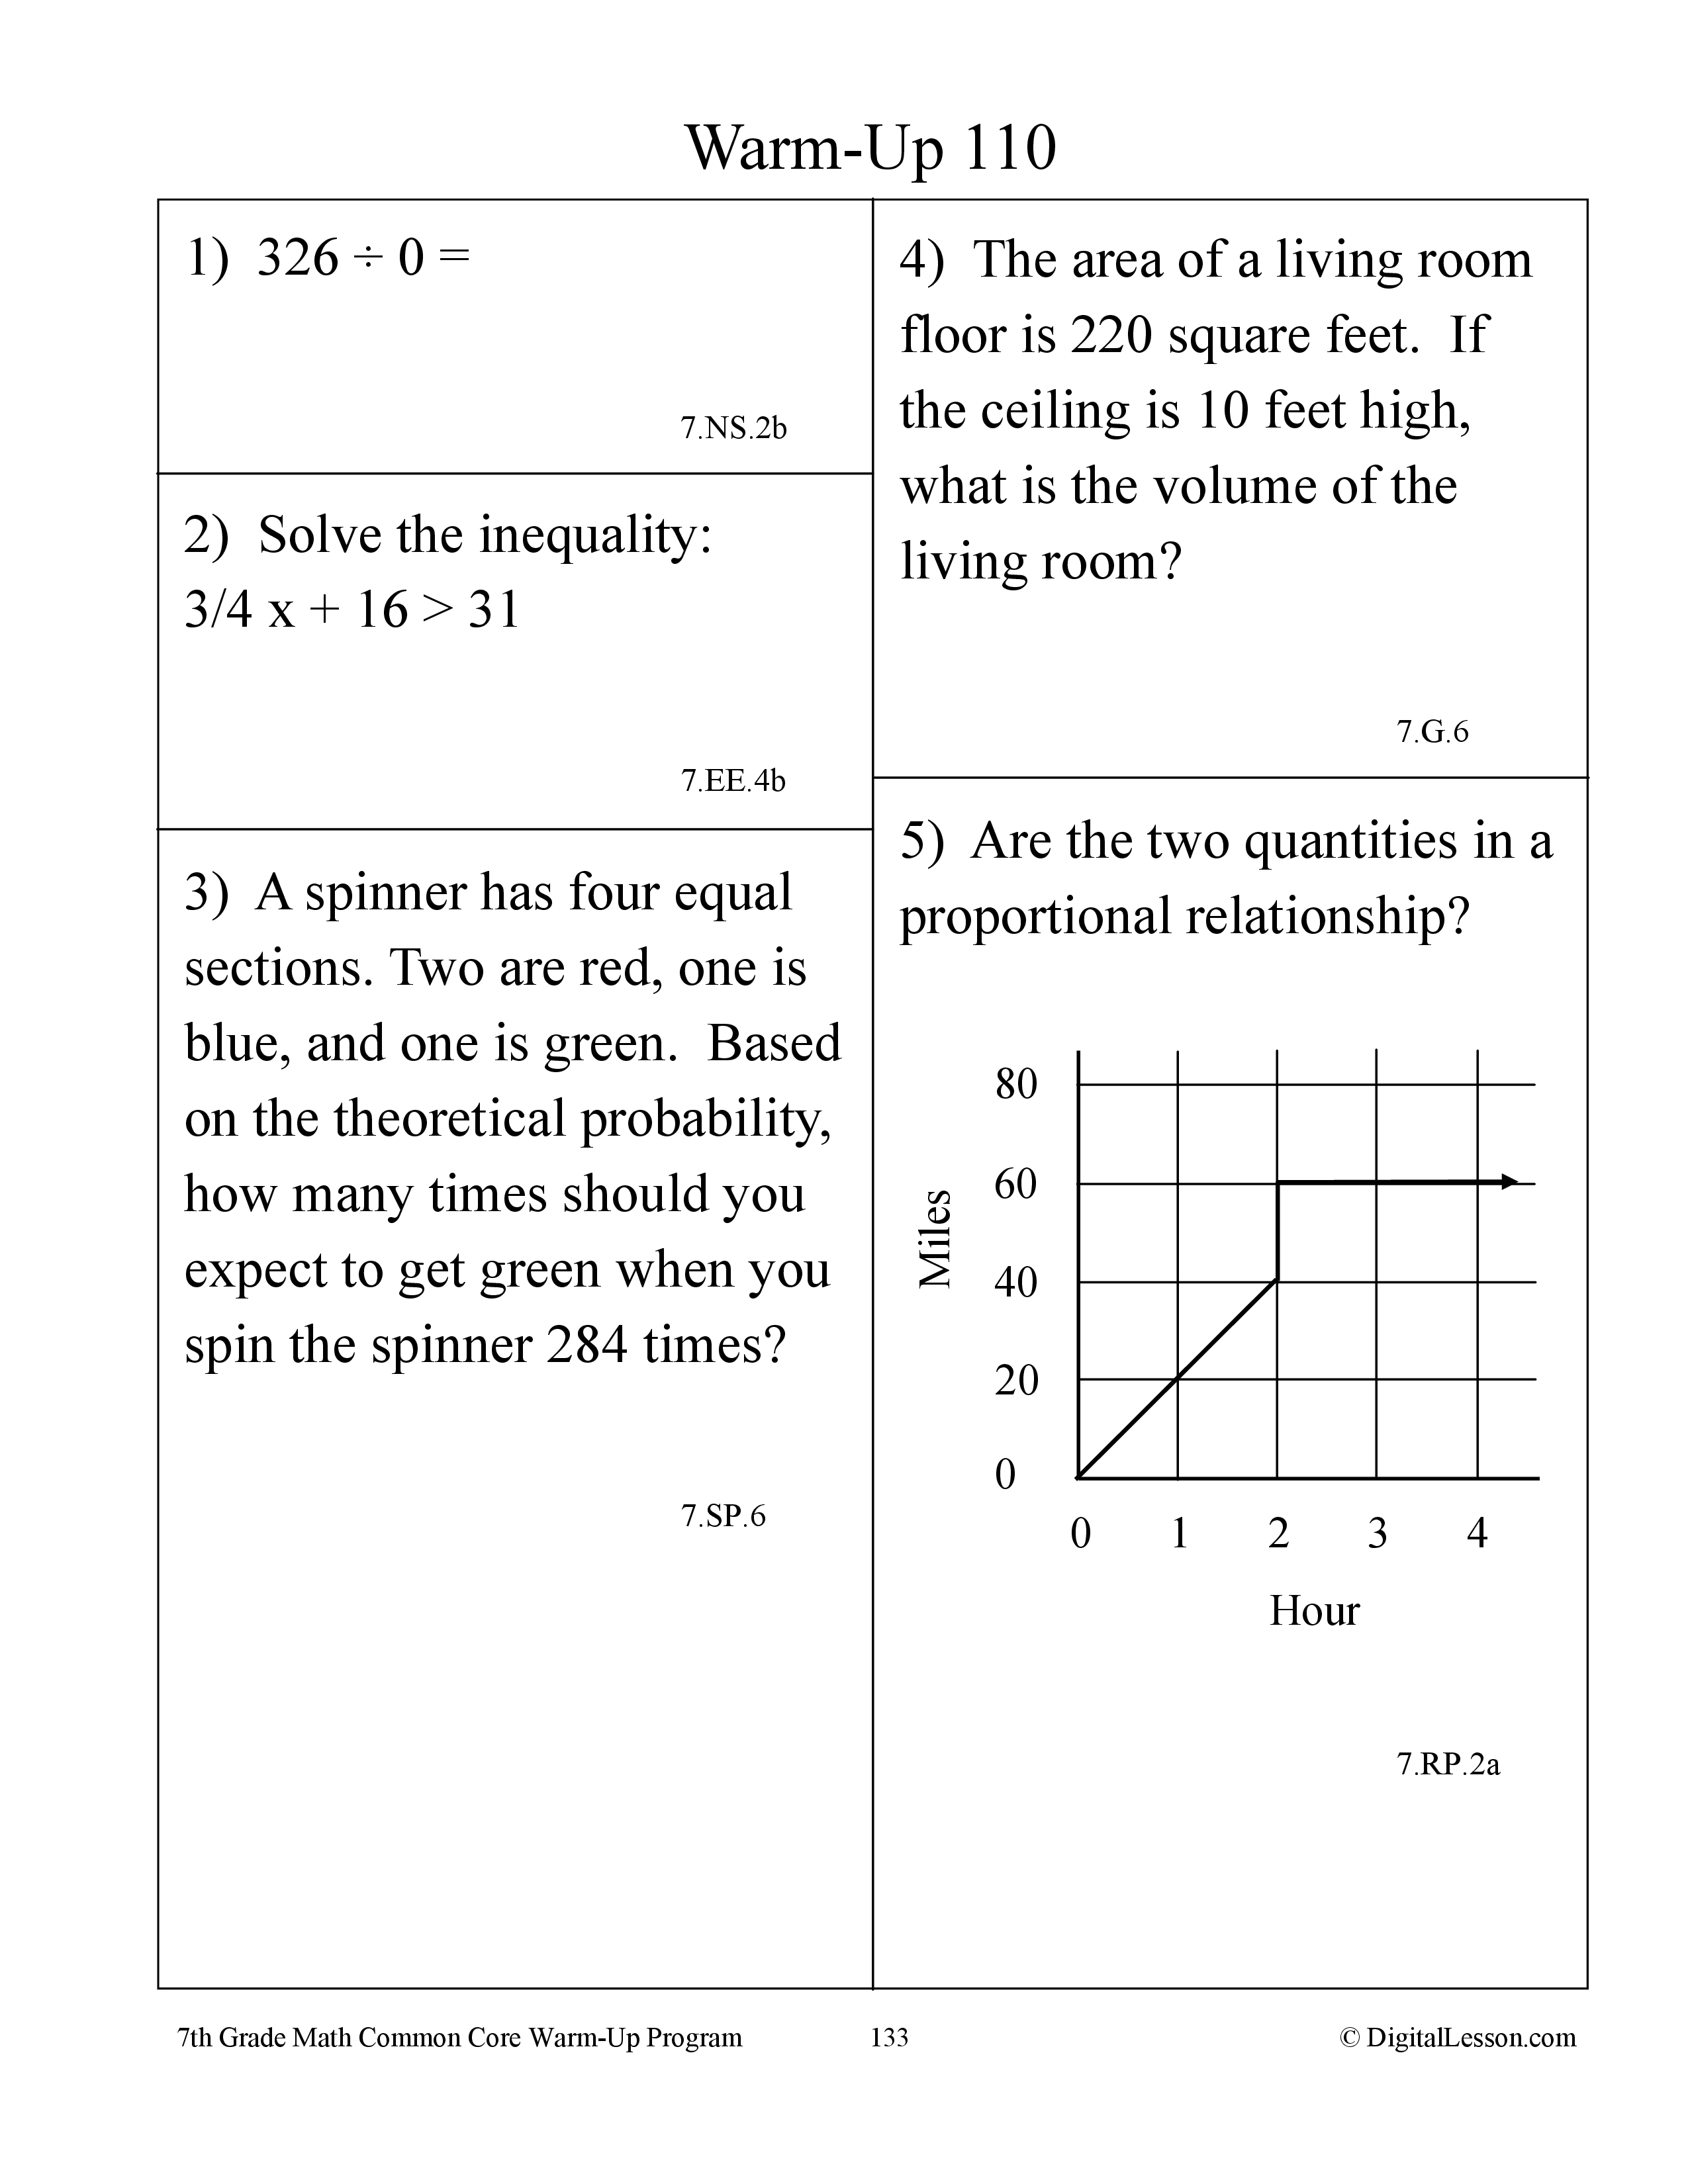 Warm-Up 110
1)  326 ÷ 0 =
7.NS.2b
2)  Solve the inequality:
3/4 x + 16 > 31
7.EE.4b
3)  A spinner has four equal
sections. Two are red, one is
blue, and one is green.  Based
on the theoretical probability,
how many times should you
expect to get green when you
spin the spinner 284 times?
7.SP.6
4)  The area of a living room
floor is 220 square feet.  If
the ceiling is 10 feet high,
what is the volume of the
living room?
7.G.6
5)  Are the two quantities in a
proportional relationship?
80
60
40
20
0
Miles
0 1 2 3 4
Hour
7.RP.2a
7th Grade Math Common Core Warm-Up Program 133 © DigitalLesson.com